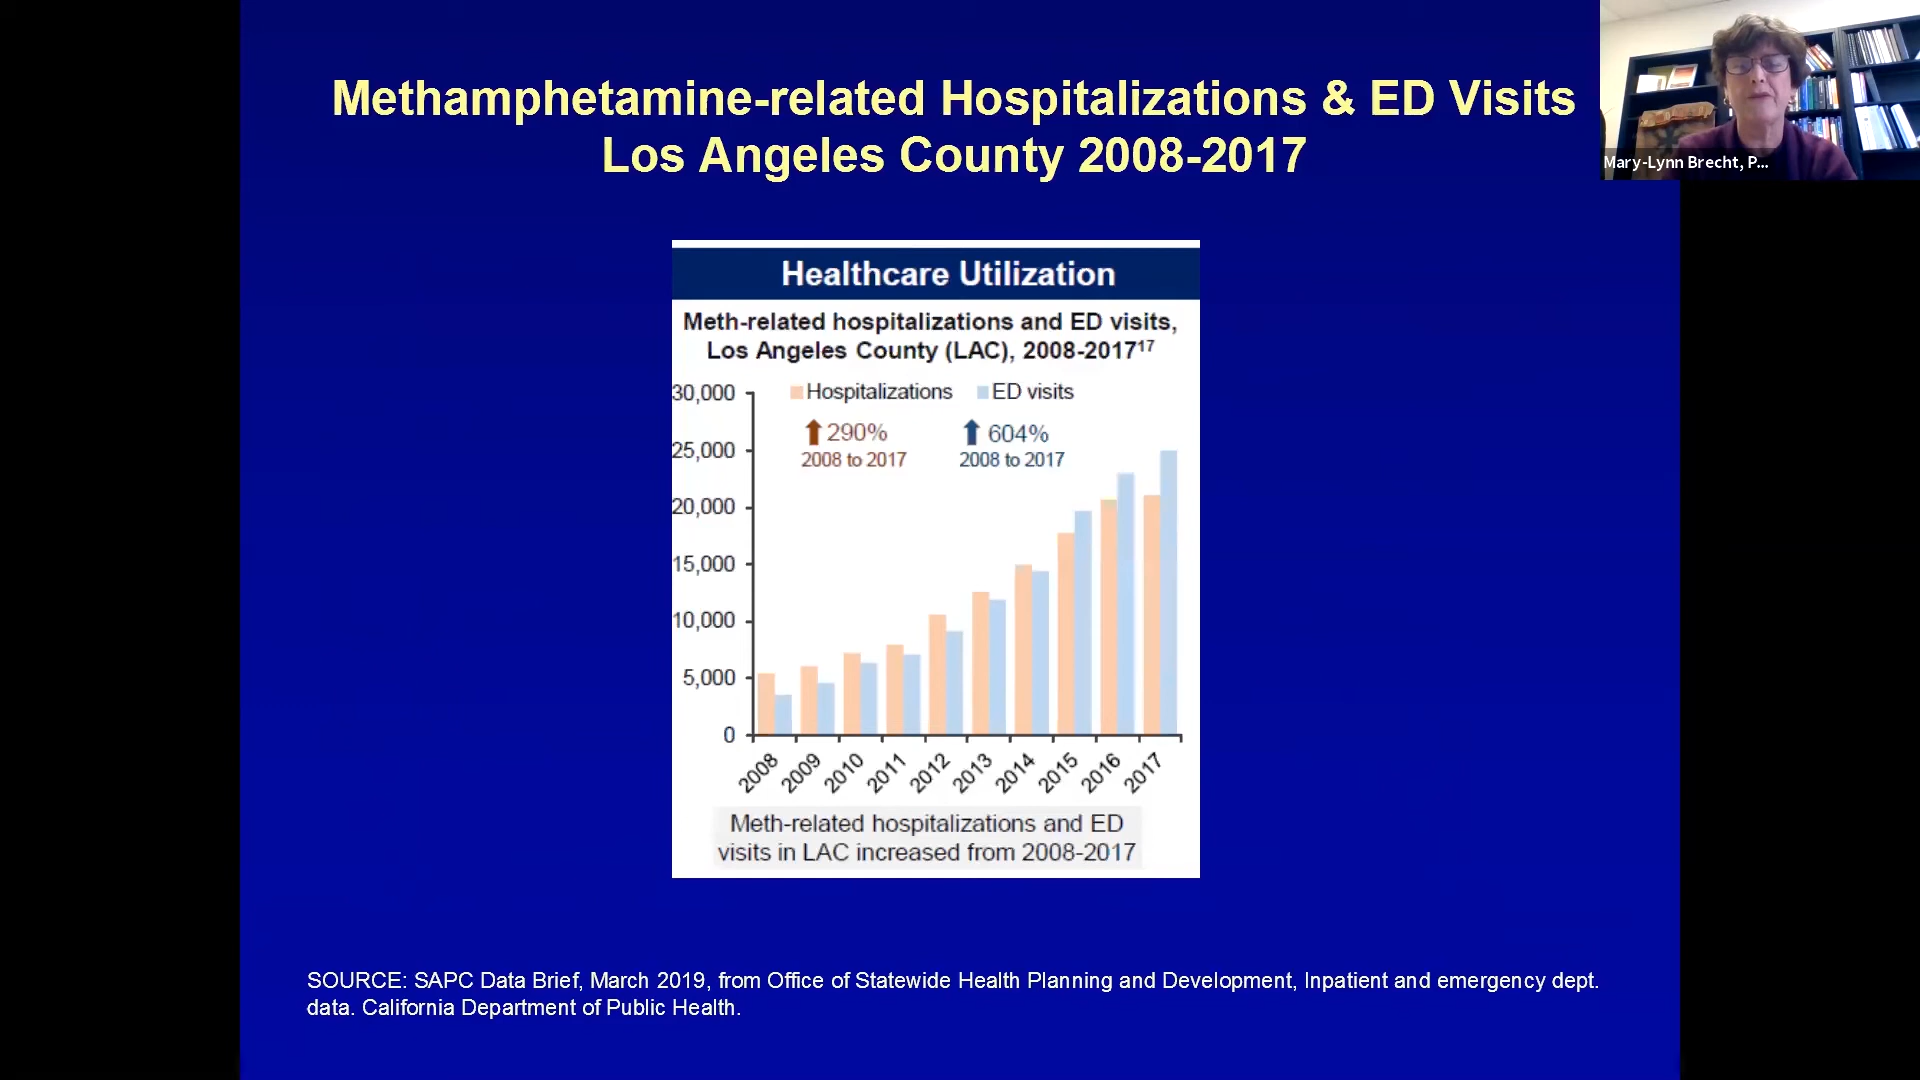 Methamphetamine-related Hospitalizations & ED Visits
Los Angeles County 2008-2017
Mary-Lynn Brecht, P...
Healthcare Utilization
Meth-related hospitalizations and ED visits,
Los Angeles County (LAC), 2008-2017¹⁷
Hospitalizations ED visits
290% 604%
2008 to 2017 2008 to 2017
30,000
25,000
20,000
15,000
10,000
5,000
0
2008 2009 2010 2011 2012 2013 2014 2015 2016 2017
Meth-related hospitalizations and ED
visits in LAC increased from 2008-2017
SOURCE: SAPC Data Brief, March 2019, from Office of Statewide Health Planning and Development, Inpatient and emergency dept.
data. California Department of Public Health.